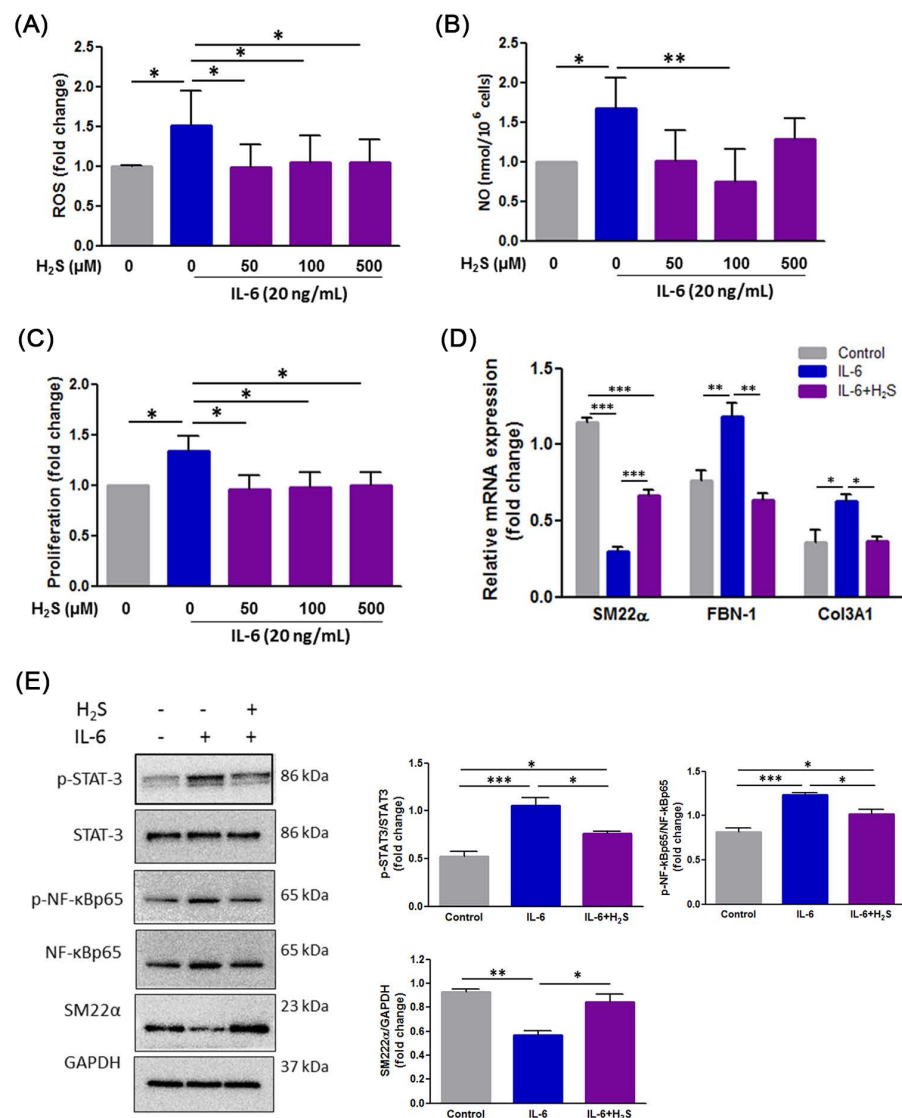 (A)
ROS (fold change)
2.5
2.0
1.5
1.0
0.5
0.0
*
*
*
*
H₂S (µM) 0 0 50 100 500
IL-6 (20 ng/mL)
(B)
NO (nmol/10⁶ cells)
2.5
2.0
1.5
1.0
0.5
0.0
* **
H₂S (µM) 0 0 50 100 500
IL-6 (20 ng/mL)
(C)
Proliferation (fold change)
2.0
1.5
1.0
0.5
0.0
*
*
* *
H₂S (µM) 0 0 50 100 500
IL-6 (20 ng/mL)
(D)
Relative mRNA expression
(fold change)
1.5
1.0
0.5
0.0
Control
IL-6
IL-6+H₂S
***
***
***
** **
* *
SM22α FBN-1 Col3A1
(E)
H₂S - - +
IL-6 - + +
p-STAT-3 86 kDa
STAT-3 86 kDa
p-NF-κBp65 65 kDa
NF-κBp65 65 kDa
SM22α 23 kDa
GAPDH 37 kDa
p-STAT3/STAT3
(fold change)
1.5
1.0
0.5
0.0
*
*** *
Control IL-6 IL-6+H₂S
p-NF-kBp65/NF-kBp65
(fold change)
1.5
1.0
0.5
0.0
*
*** *
Control IL-6 IL-6+H₂S
SM222α/GAPDH
(fold change)
1.0
0.8
0.6
0.4
0.2
0.0
** *
Control IL-6 IL-6+H₂S